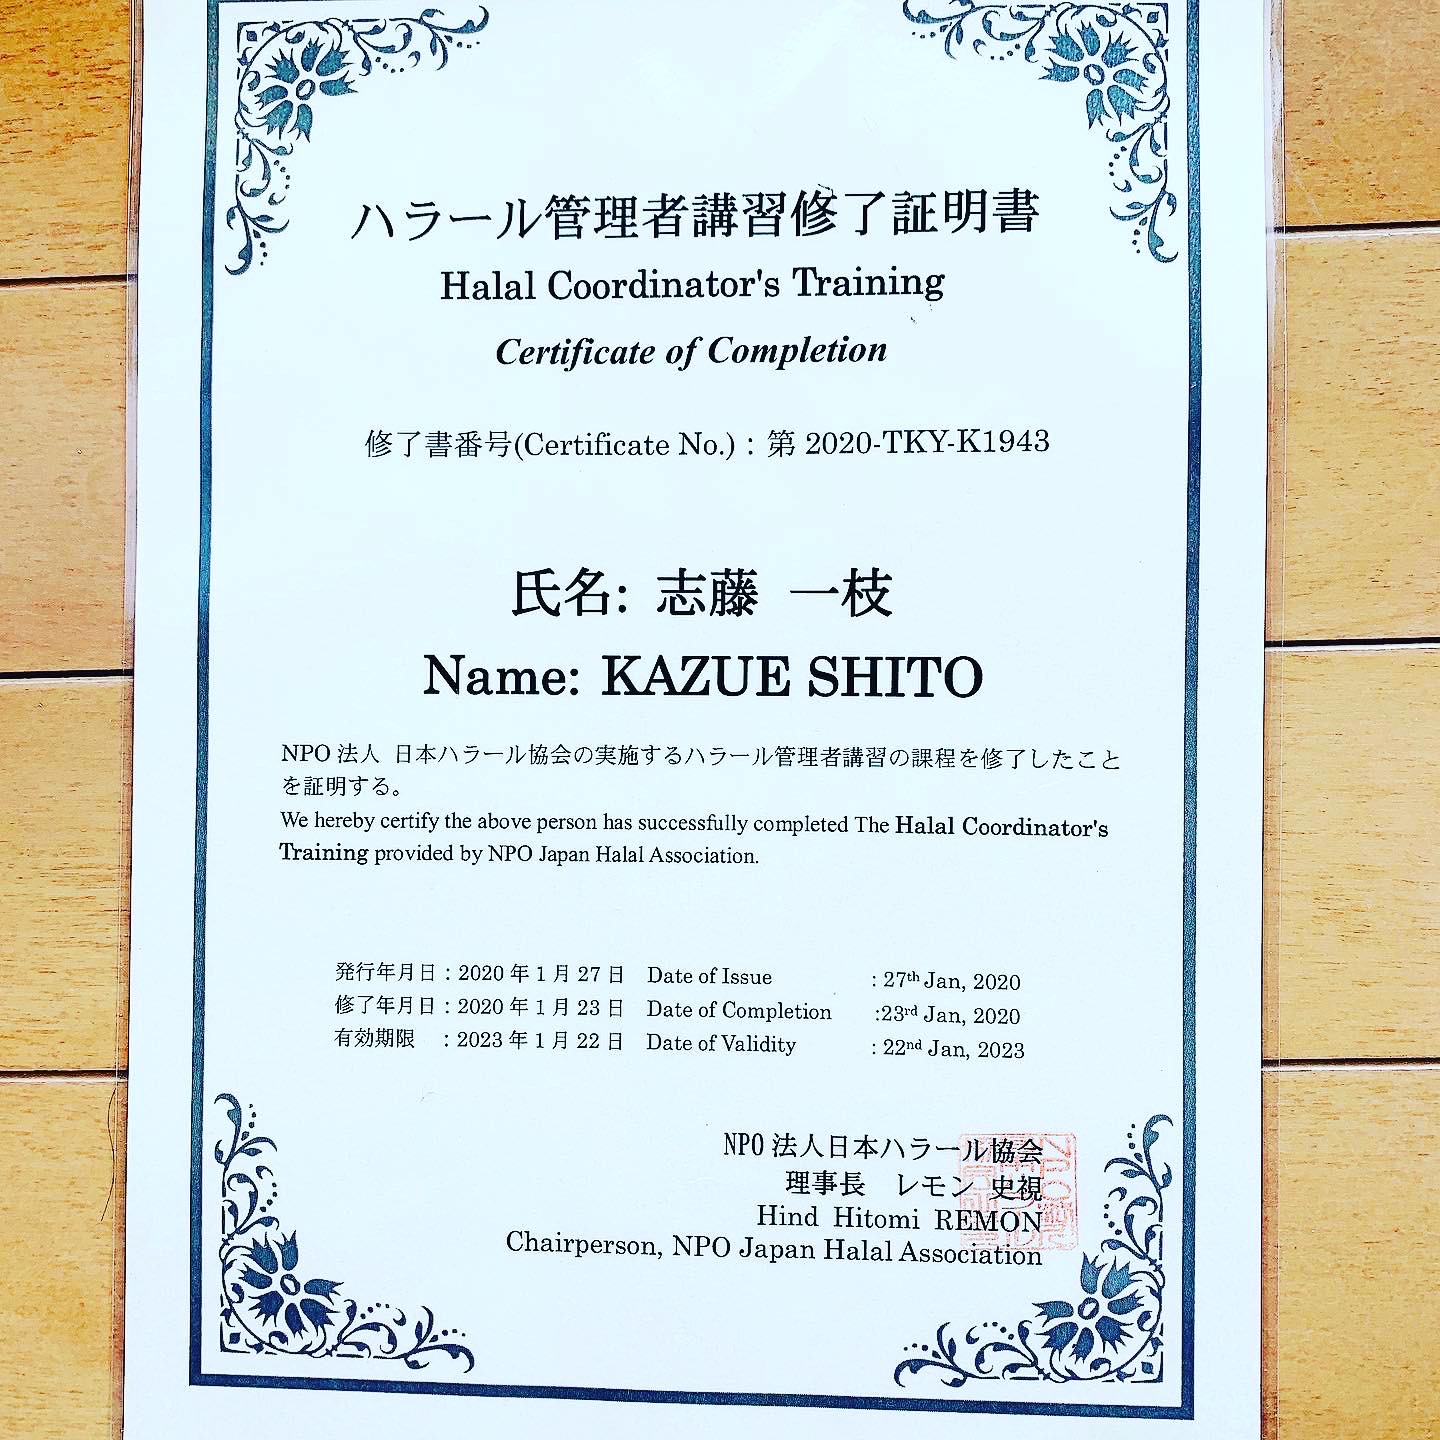 ハラール管理者講習修了証明書
Halal Coordinator's Training
Certificate of Completion
修了書番号(Certificate No.) : 第 2020-TKY-K1943
氏名: 志藤 一枝
Name: KAZUE SHITO
NPO 法人 日本ハラール協会の実施するハラール管理者講習の課程を修了したこと
を証明する。
We hereby certify the above person has successfully completed The Halal Coordinator's
Training provided by NPO Japan Halal Association.
発行年月日 : 2020 年 1 月 27 日 Date of Issue : 27th Jan, 2020
修了年月日 : 2020 年 1 月 23 日 Date of Completion :23rd Jan, 2020
有効期限 : 2023 年 1 月 22 日 Date of Validity : 22nd Jan, 2023
NPO 法人日本ハラール協会
理事長 レモン 史視
Hind Hitomi REMON
Chairperson, NPO Japan Halal Association